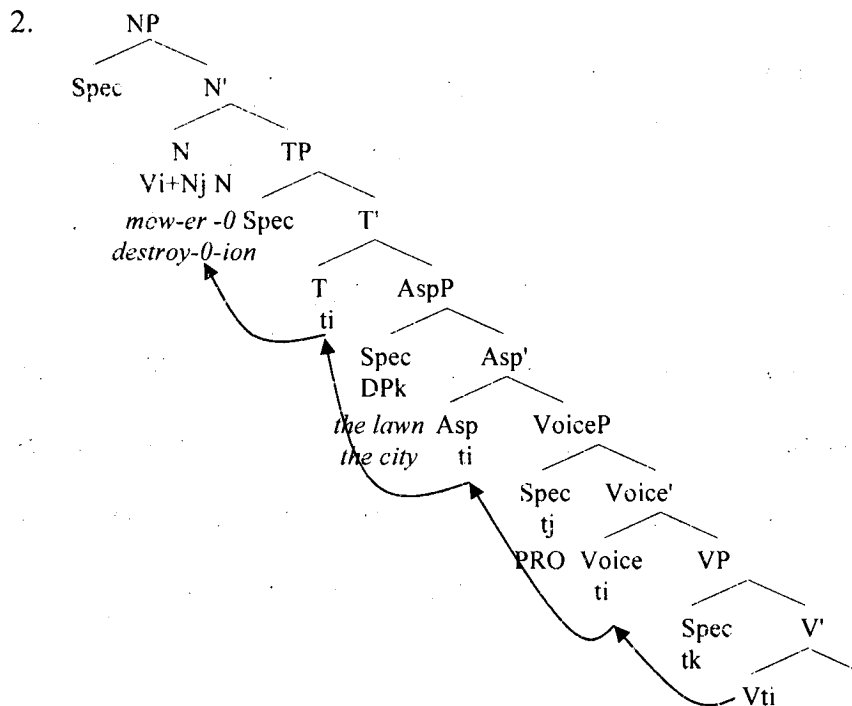 2.
NP
Spec N'
N TP
Vi+Nj N
mow-er -0 Spec T'
destroy-0-ion
T AspP
ti
Spec Asp'
DPk
the lawn Asp VoiceP
the city ti
Spec Voice'
tj
PRO Voice VP
ti
Spec V'
tk
Vti